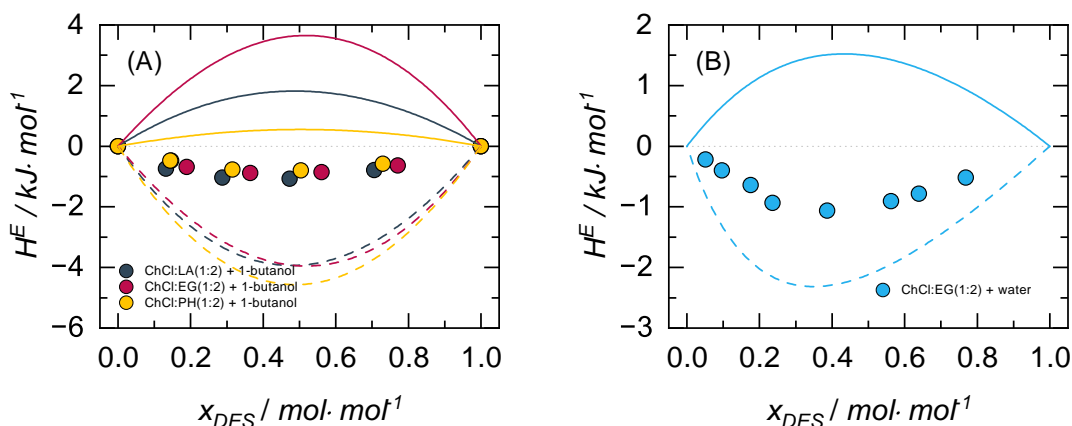 (A)
H^E / kJ· mol^-1
4
2
0
−2
−4
−6
ChCl:LA(1:2) + 1-butanol
ChCl:EG(1:2) + 1-butanol
ChCl:PH(1:2) + 1-butanol
0.0 0.2 0.4 0.6 0.8 1.0
x_DES / mol· mol^-1
(B)
H^E / kJ· mol^-1
2
1
0
−1
−2
−3
ChCl:EG(1:2) + water
0.0 0.2 0.4 0.6 0.8 1.0
x_DES / mol· mol^-1